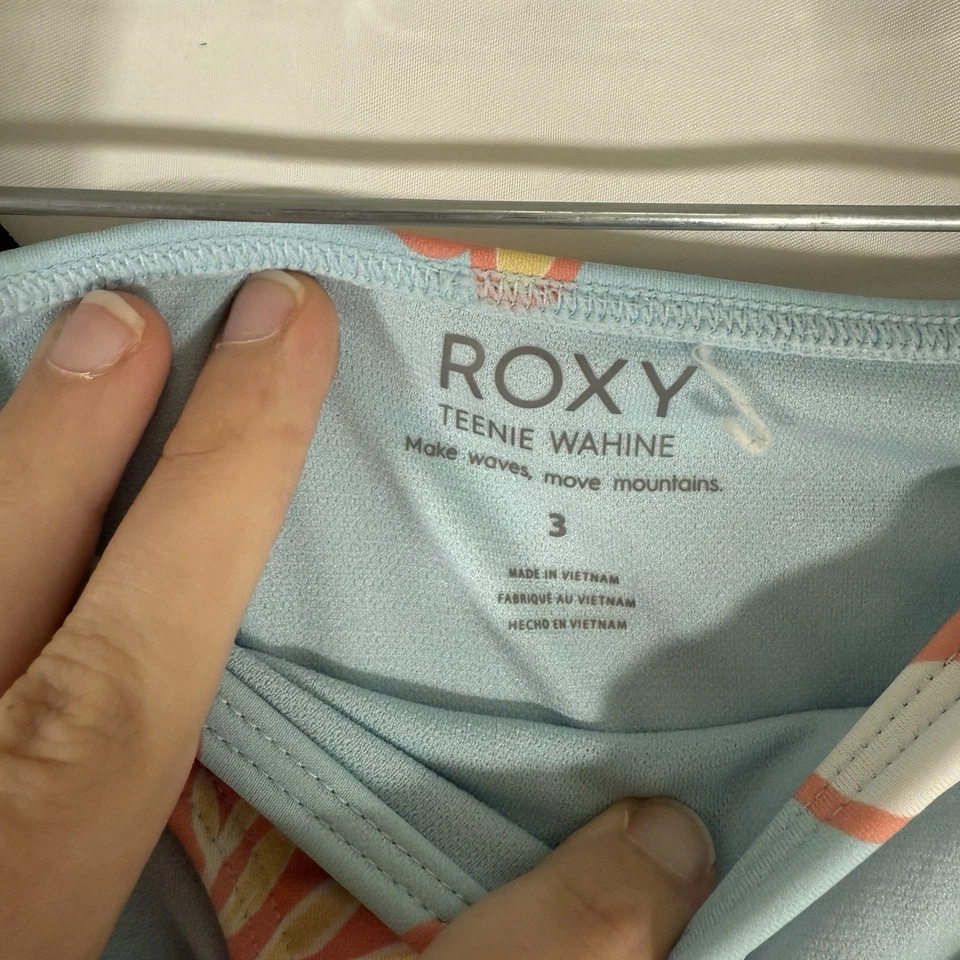 ROXY
TEENIE WAHINE
Make waves, move mountains.
3
MADE IN VIETNAM
FABRIQUÉ AU VIETNAM
HECHO EN VIETNAM